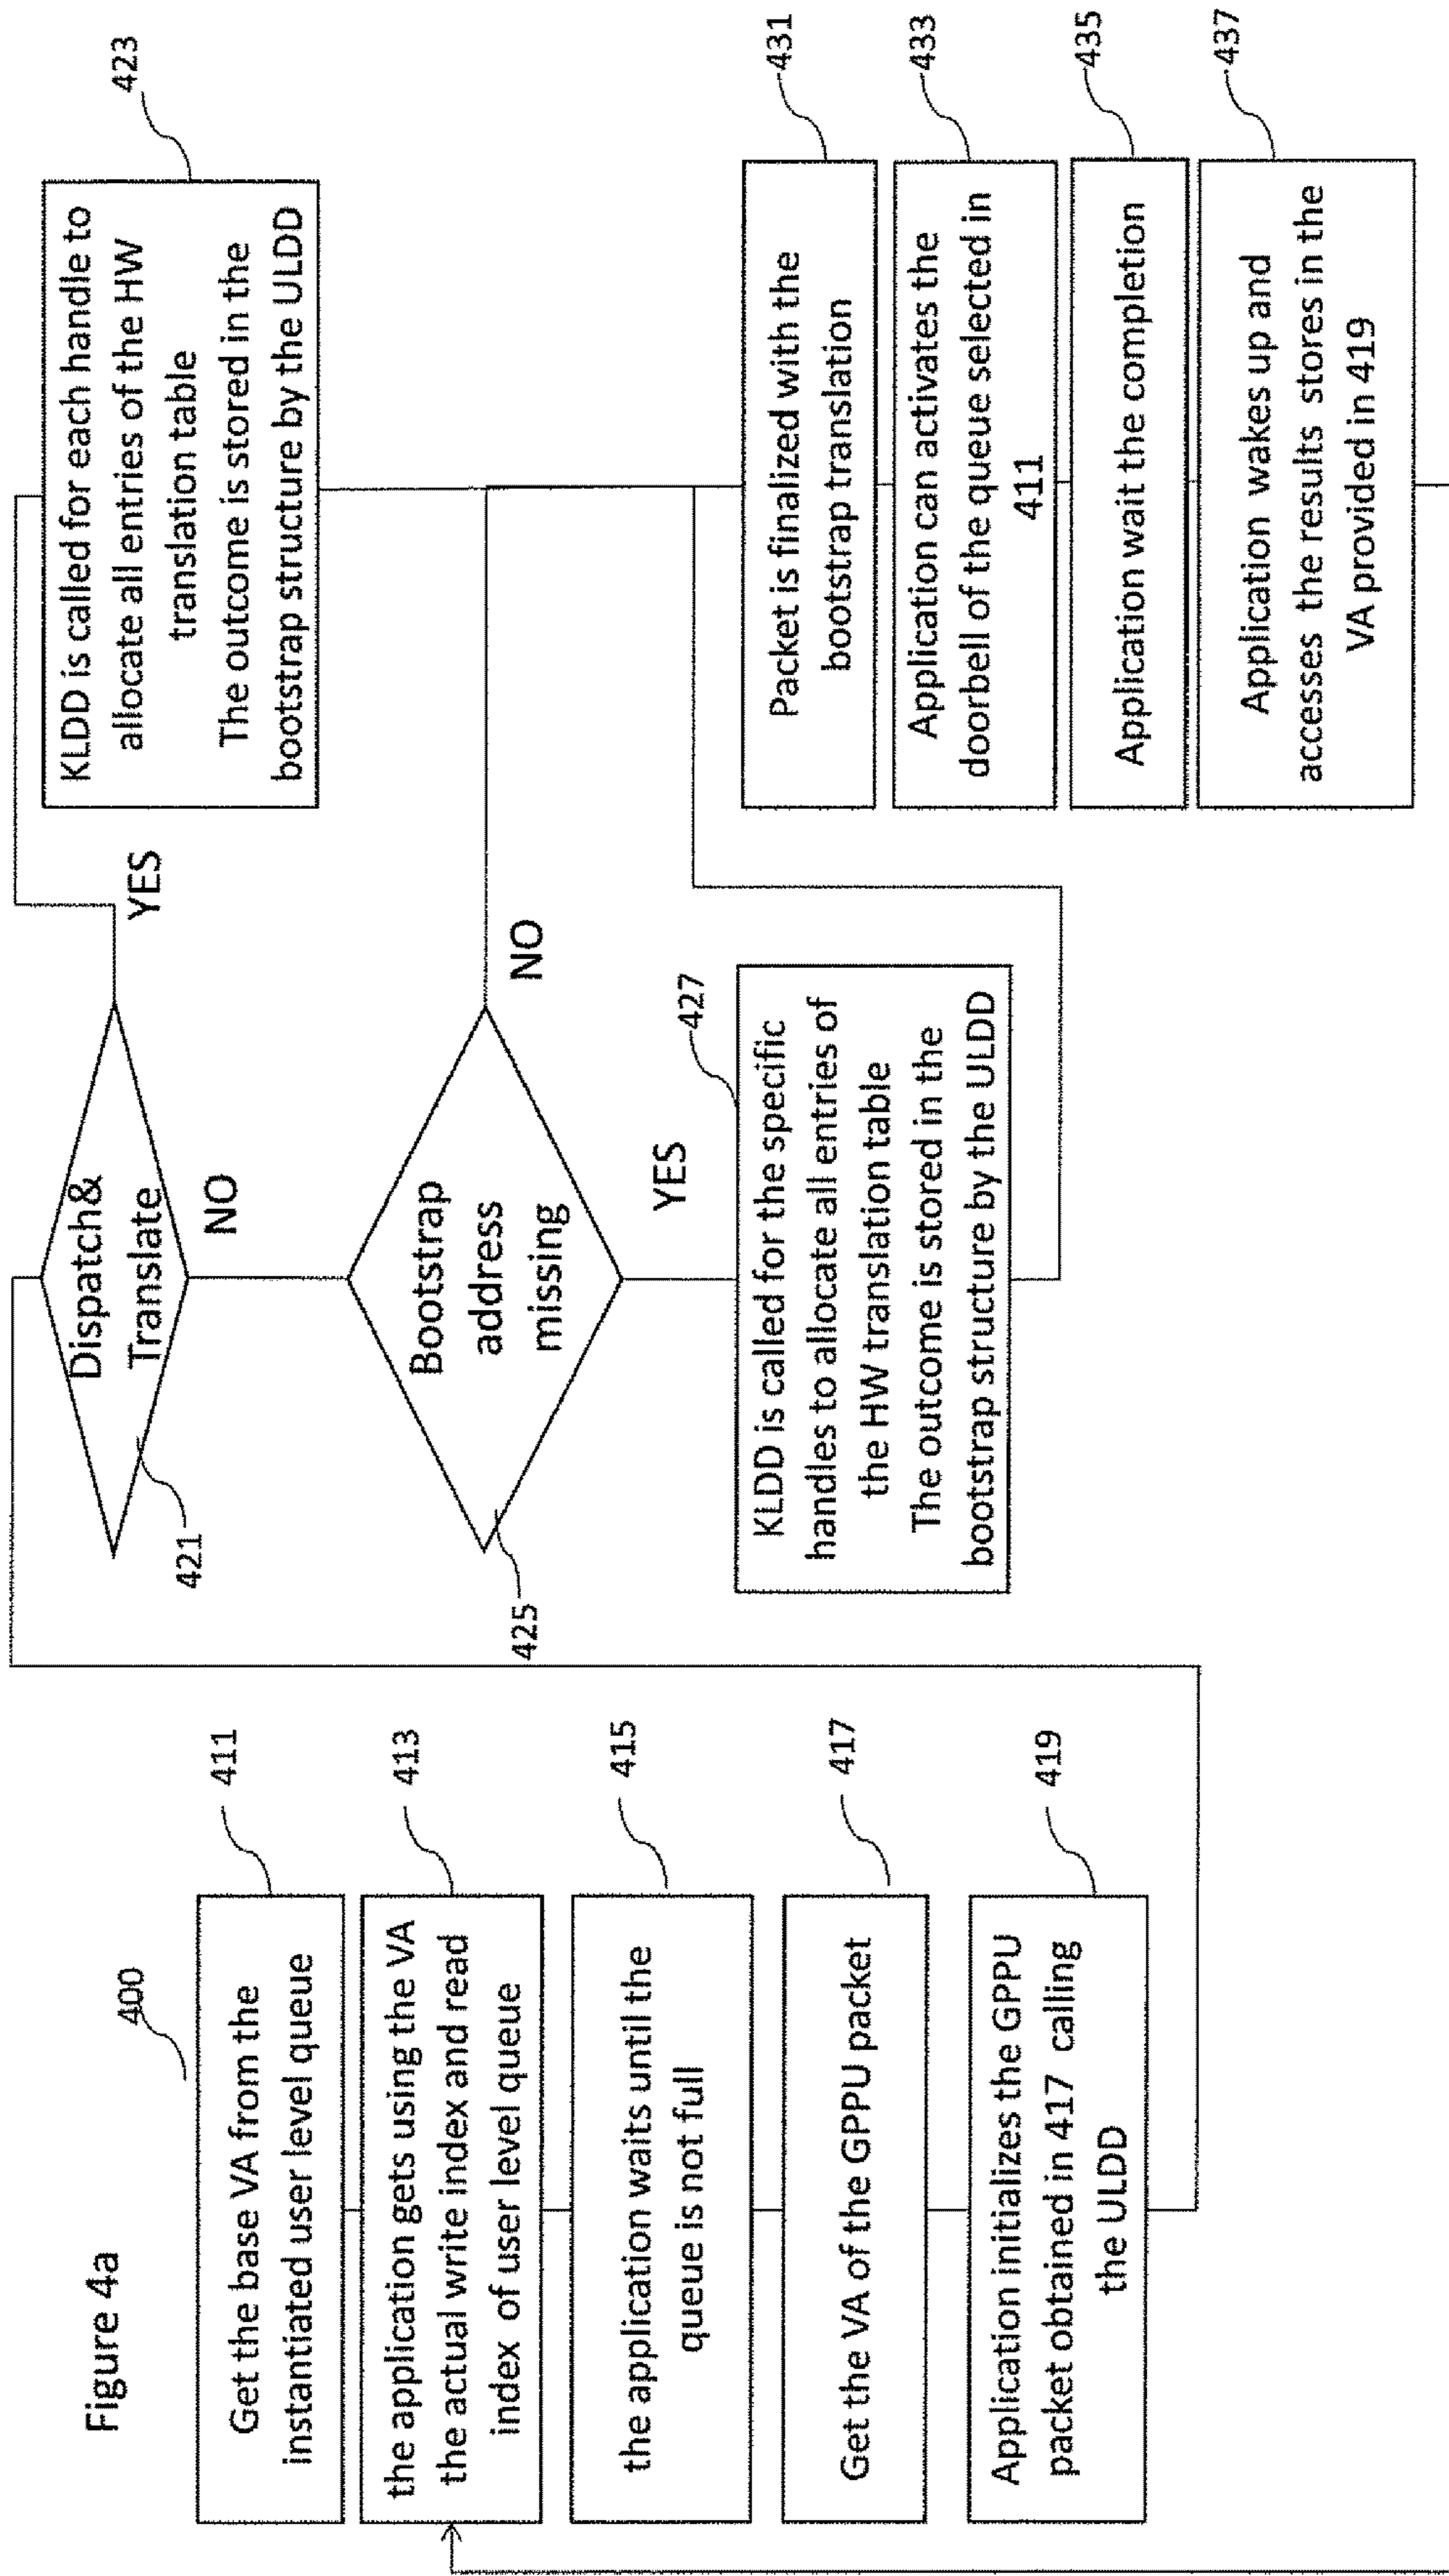 Figure 4a
400
Get the base VA from the
instantiated user level queue
411
the application gets using the VA
the actual write index and read
index of user level queue
413
the application waits until the
queue is not full
415
Get the VA of the GPPU packet
417
Application initializes the GPPU
packet obtained in 417 calling
the ULDD
419
Dispatch&
Translate
421
YES
NO
KLDD is called for each handle to
allocate all entries of the HW
translation table
The outcome is stored in the
bootstrap structure by the ULDD
423
Bootstrap
address
missing
425
NO
YES
KLDD is called for the specific
handles to allocate all entries of
the HW translation table
The outcome is stored in the
bootstrap structure by the ULDD
427
Packet is finalized with the
bootstrap translation
431
Application can activates the
doorbell of the queue selected in
411
433
Application wait the completion
435
Application wakes up and
accesses the results stores in the
VA provided in 419
437